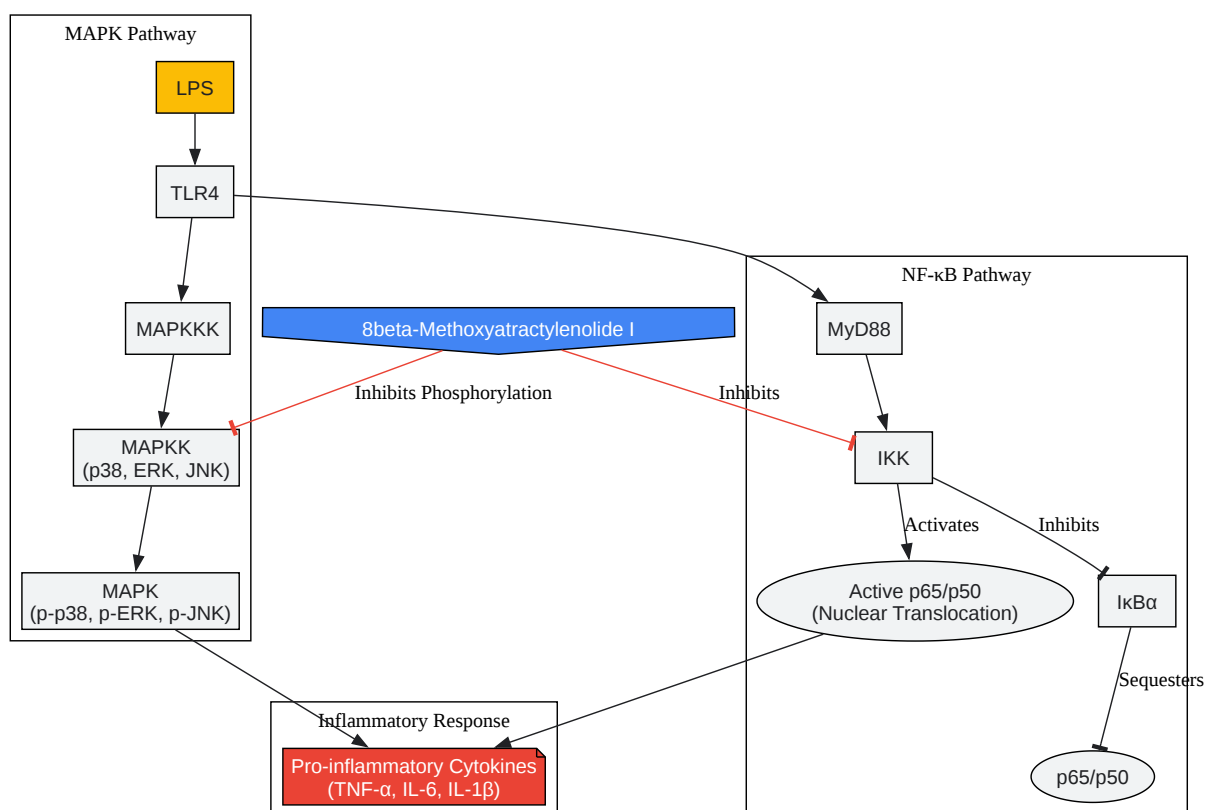 MAPK Pathway
LPS
TLR4
NF-κB Pathway
MAPKKK
8beta-Methoxyatractylenolide I
MyD88
Inhibits Phosphorylation
Inhibits
MAPKK
(p38, ERK, JNK)
IKK
Activates
Inhibits
MAPK
(p-p38, p-ERK, p-JNK)
Active p65/p50
(Nuclear Translocation)
IκBα
Sequesters
Inflammatory Response
Pro-inflammatory Cytokines
(TNF-α, IL-6, IL-1β)
p65/p50